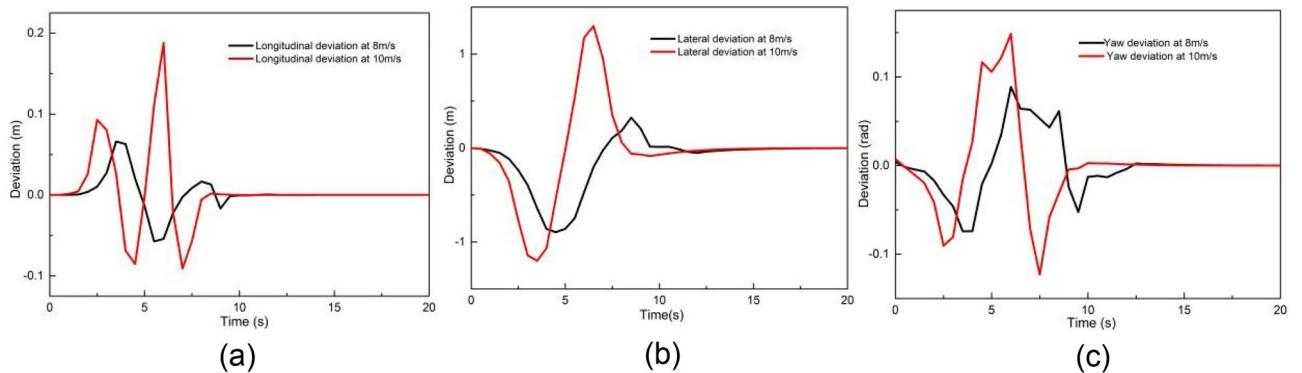 0.2
0.1
0.0
-0.1
Deviation (m)
Longitudinal deviation at 8m/s
Longitudinal deviation at 10m/s
0
5
10
15
20
Time (s)
(a)
1
0
-1
Deviation (m)
Lateral deviation at 8m/s
Lateral deviation at 10m/s
0
5
10
15
20
Time(s)
(b)
0.1
0.0
-0.1
Deviation (rad)
Yaw deviation at 8m/s
Yaw deviation at 10m/s
0
5
10
15
20
Time (s)
(c)